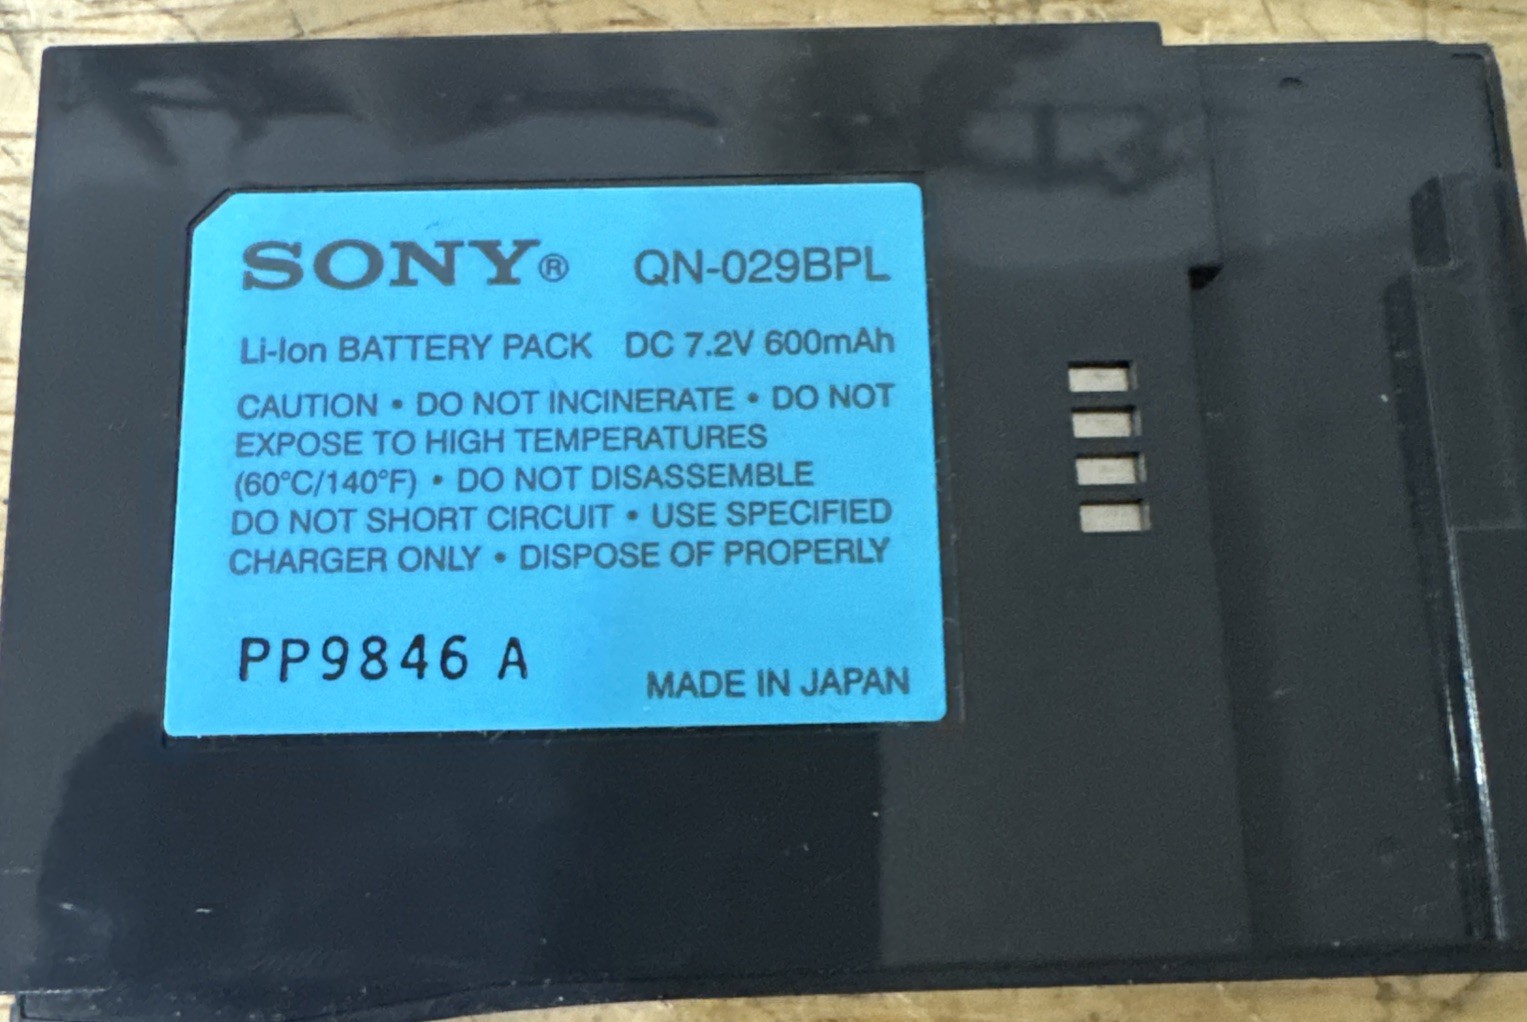 SONY® QN-029BPL
Li-Ion BATTERY PACK DC 7.2V 600mAh
CAUTION • DO NOT INCINERATE • DO NOT
EXPOSE TO HIGH TEMPERATURES
(60°C/140°F) • DO NOT DISASSEMBLE
DO NOT SHORT CIRCUIT • USE SPECIFIED
CHARGER ONLY • DISPOSE OF PROPERLY
PP9846 A
MADE IN JAPAN